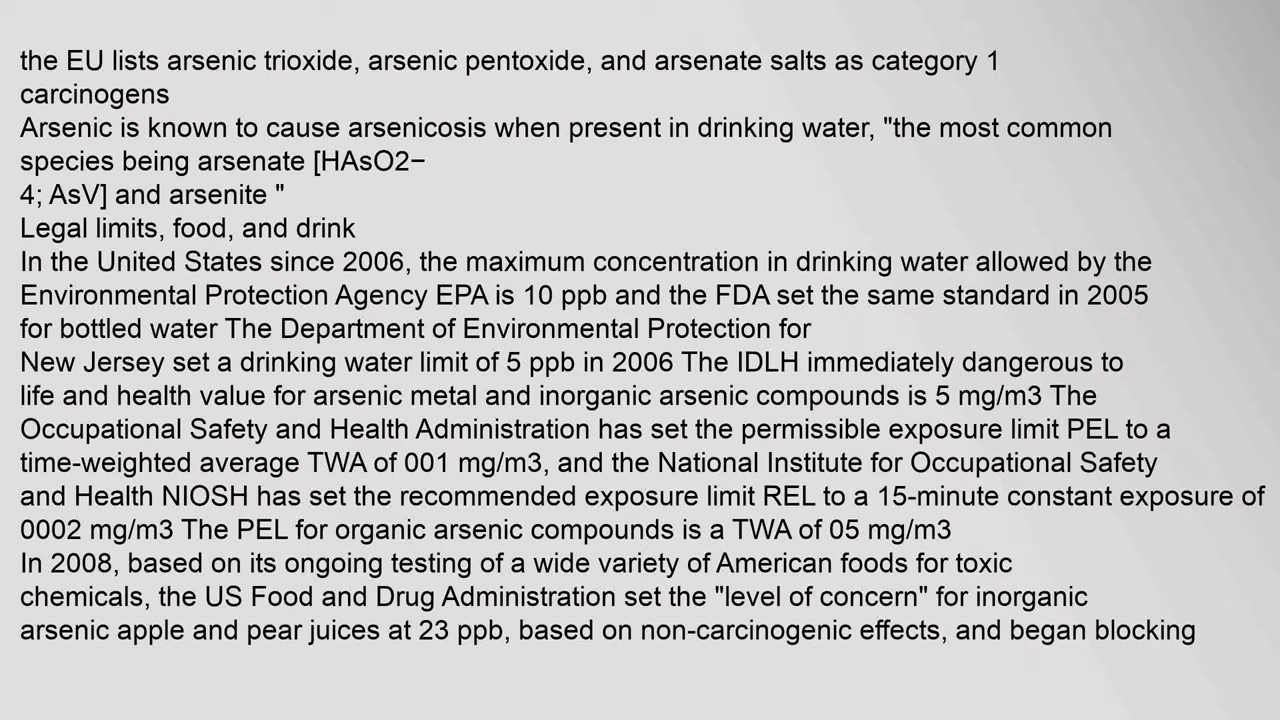 the EU lists arsenic trioxide, arsenic pentoxide, and arsenate salts as category 1
carcinogens
Arsenic is known to cause arsenicosis when present in drinking water, "the most common
species being arsenate [HAsO2−
4; AsV] and arsenite "
Legal limits, food, and drink
In the United States since 2006, the maximum concentration in drinking water allowed by the
Environmental Protection Agency EPA is 10 ppb and the FDA set the same standard in 2005
for bottled water The Department of Environmental Protection for
New Jersey set a drinking water limit of 5 ppb in 2006 The IDLH immediately dangerous to
life and health value for arsenic metal and inorganic arsenic compounds is 5 mg/m3 The
Occupational Safety and Health Administration has set the permissible exposure limit PEL to a
time-weighted average TWA of 001 mg/m3, and the National Institute for Occupational Safety
and Health NIOSH has set the recommended exposure limit REL to a 15-minute constant exposure of
0002 mg/m3 The PEL for organic arsenic compounds is a TWA of 05 mg/m3
In 2008, based on its ongoing testing of a wide variety of American foods for toxic
chemicals, the US Food and Drug Administration set the "level of concern" for inorganic
arsenic apple and pear juices at 23 ppb, based on non-carcinogenic effects, and began blocking